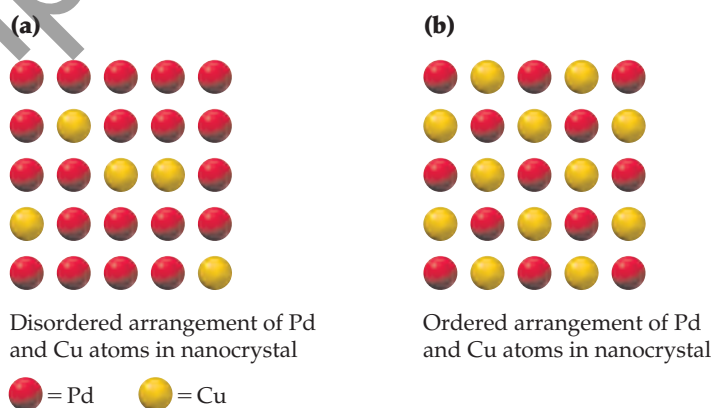 (a)
(b)
Disordered arrangement of Pd
and Cu atoms in nanocrystal
Ordered arrangement of Pd
and Cu atoms in nanocrystal
= Pd = Cu